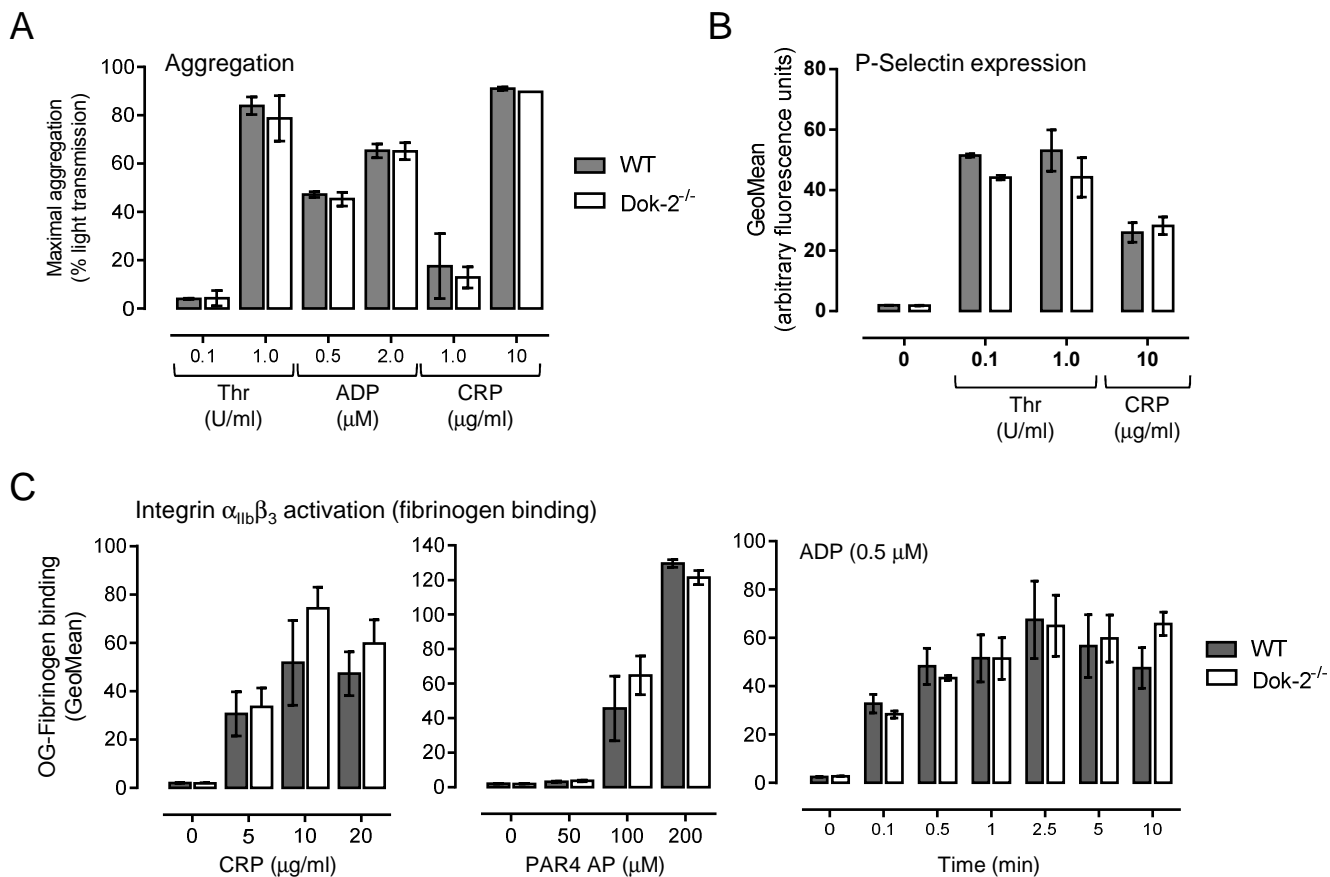 A
Aggregation
Maximal aggregation
(% light transmission)
100
80
60
40
20
0
0.1 1.0 0.5 2.0 1.0 10
Thr ADP CRP
(U/ml) (μM) (μg/ml)
WT
Dok-2-/-
B
P-Selectin expression
GeoMean
(arbitrary fluorescence units)
80
60
40
20
0
0 0.1 1.0 10
Thr CRP
(U/ml) (μg/ml)
C
Integrin αIIbβ3 activation (fibrinogen binding)
OG-Fibrinogen binding
(GeoMean)
100
80
60
40
20
0
0 5 10 20
CRP (μg/ml)
140
120
100
80
60
40
20
0
0 50 100 200
PAR4 AP (μM)
ADP (0.5 μM)
100
80
60
40
20
0
0 0.1 0.5 1 2.5 5 10
Time (min)
WT
Dok-2-/-